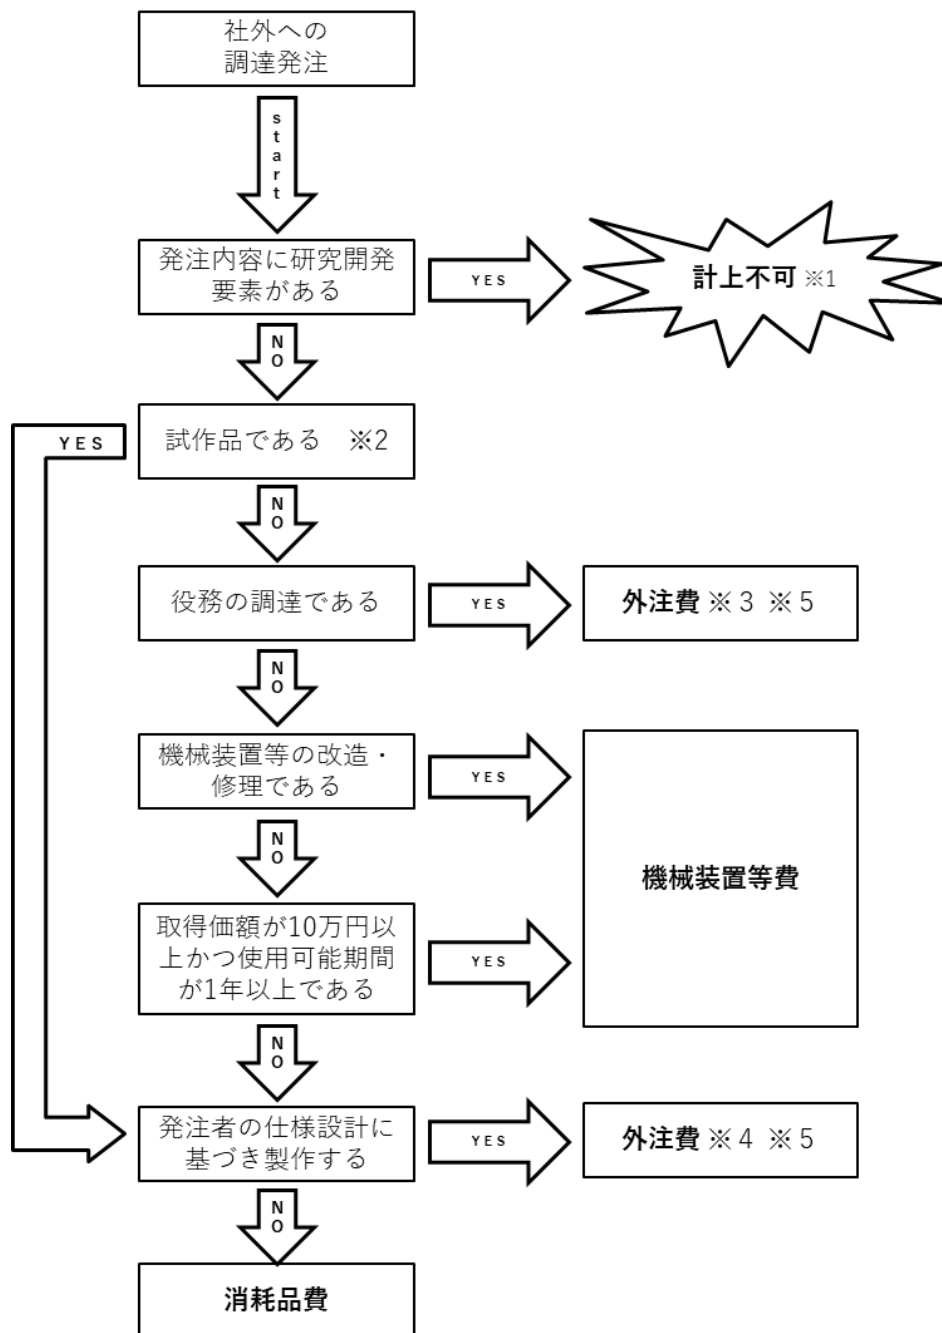 社外への
調達発注
start
発注内容に研究開発
要素がある
YES
計上不可 ※1
NO
YES
試作品である　※2
NO
役務の調達である
YES
外注費 ※３ ※５
NO
機械装置等の改造・
修理である
YES
機械装置等費
NO
取得価額が10万円以
上かつ使用可能期間
が1年以上である
YES
NO
発注者の仕様設計に
基づき製作する
YES
外注費 ※４ ※５
NO
消耗品費